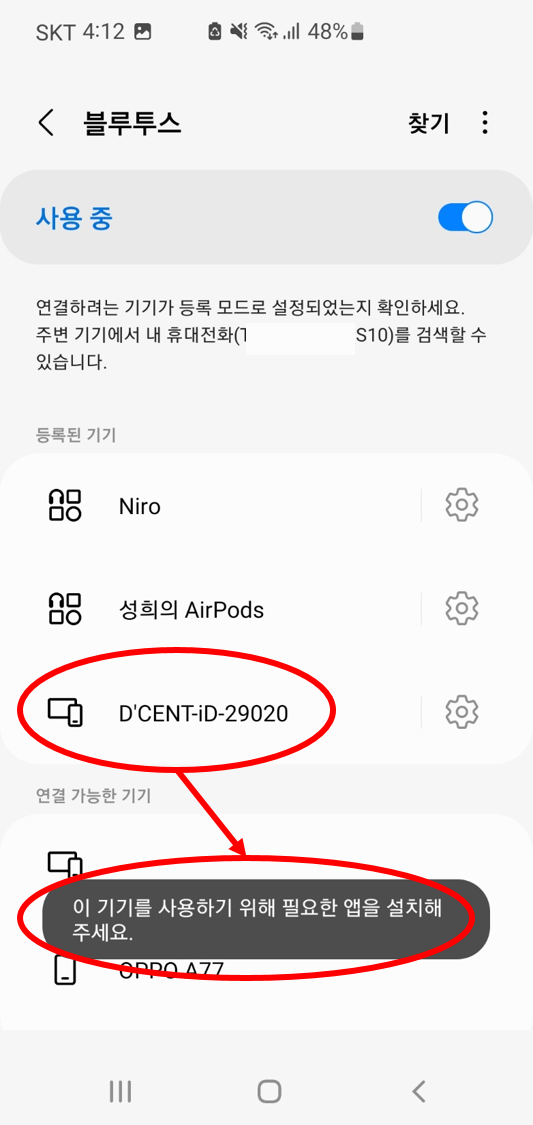 SKT 4:12 48%
블루투스 찾기
사용 중
연결하려는 기기가 등록 모드로 설정되었는지 확인하세요.
주변 기기에서 내 휴대전화(T S10)를 검색할 수
있습니다.
등록된 기기
Niro
성희의 AirPods
D'CENT-iD-29020
연결 가능한 기기
이 기기를 사용하기 위해 필요한 앱을 설치해
주세요.
OPPO A77